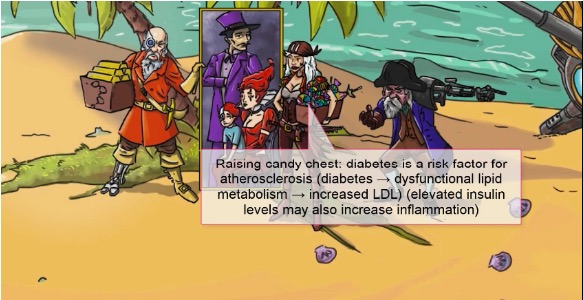 Raising candy chest: diabetes is a risk factor for
atherosclerosis (diabetes → dysfunctional lipid
metabolism → increased LDL) (elevated insulin
levels may also increase inflammation)